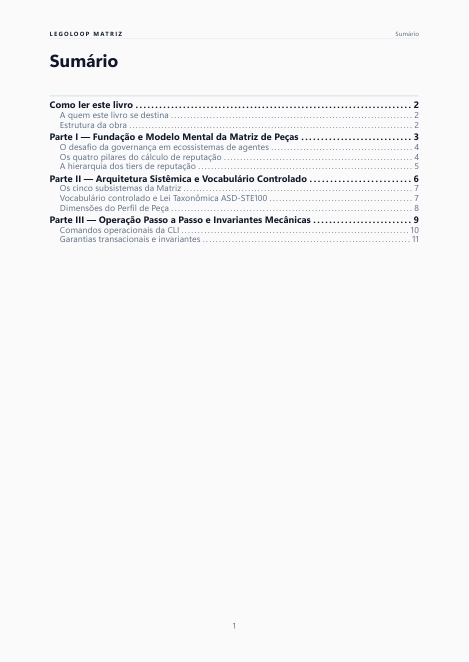 LEGOLOOP MATRIZ
Sumário
Sumário
Como ler este livro 2
A quem este livro se destina 2
Estrutura da obra 2
Parte I — Fundação e Modelo Mental da Matriz de Peças 3
O desafio da governança em ecossistemas de agentes 4
Os quatro pilares do cálculo de reputação 4
A hierarquia dos tiers de reputação 5
Parte II — Arquitetura Sistêmica e Vocabulário Controlado 6
Os cinco subsistemas da Matriz 7
Vocabulário controlado e Lei Taxonômica ASD-STE100 7
Dimensões do Perfil de Peça 8
Parte III — Operação Passo a Passo e Invariantes Mecânicas 9
Comandos operacionais da CLI 10
Garantias transacionais e invariantes 11
1